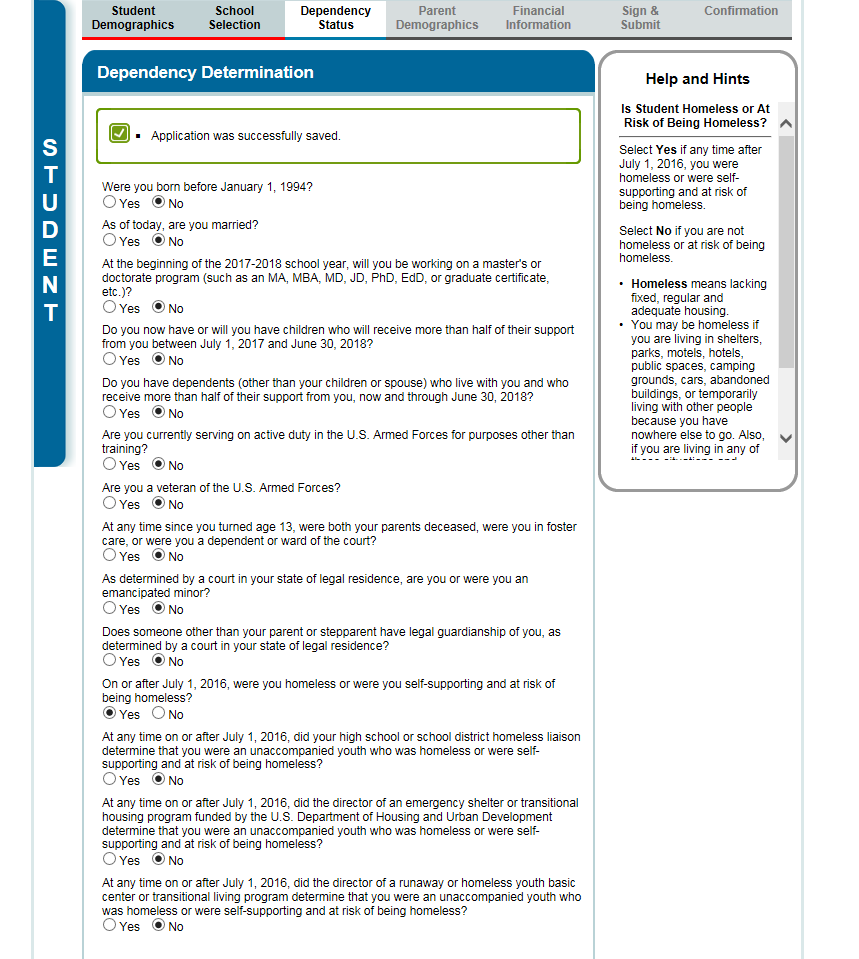 Student Demographics
School Selection
Dependency Status
Parent Demographics
Financial Information
Sign & Submit
Confirmation
STUDENT
Dependency Determination
Application was successfully saved.
Were you born before January 1, 1994?
Yes No
As of today, are you married?
Yes No
At the beginning of the 2017-2018 school year, will you be working on a master's or
doctorate program (such as an MA, MBA, MD, JD, PhD, EdD, or graduate certificate,
etc.)?
Yes No
Do you now have or will you have children who will receive more than half of their support
from you between July 1, 2017 and June 30, 2018?
Yes No
Do you have dependents (other than your children or spouse) who live with you and who
receive more than half of their support from you, now and through June 30, 2018?
Yes No
Are you currently serving on active duty in the U.S. Armed Forces for purposes other than
training?
Yes No
Are you a veteran of the U.S. Armed Forces?
Yes No
At any time since you turned age 13, were both your parents deceased, were you in foster
care, or were you a dependent or ward of the court?
Yes No
As determined by a court in your state of legal residence, are you or were you an
emancipated minor?
Yes No
Does someone other than your parent or stepparent have legal guardianship of you, as
determined by a court in your state of legal residence?
Yes No
On or after July 1, 2016, were you homeless or were you self-supporting and at risk of
being homeless?
Yes No
At any time on or after July 1, 2016, did your high school or school district homeless liaison
determine that you were an unaccompanied youth who was homeless or were self-
supporting and at risk of being homeless?
Yes No
At any time on or after July 1, 2016, did the director of an emergency shelter or transitional
housing program funded by the U.S. Department of Housing and Urban Development
determine that you were an unaccompanied youth who was homeless or were self-
supporting and at risk of being homeless?
Yes No
At any time on or after July 1, 2016, did the director of a runaway or homeless youth basic
center or transitional living program determine that you were an unaccompanied youth who
was homeless or were self-supporting and at risk of being homeless?
Yes No
Help and Hints
Is Student Homeless or At
Risk of Being Homeless?
Select Yes if any time after
July 1, 2016, you were
homeless or were self-
supporting and at risk of
being homeless.
Select No if you are not
homeless or at risk of being
homeless.
• Homeless means lacking
fixed, regular and
adequate housing.
• You may be homeless if
you are living in shelters,
parks, motels, hotels,
public spaces, camping
grounds, cars, abandoned
buildings, or temporarily
living with other people
because you have
nowhere else to go. Also,
if you are living in any of